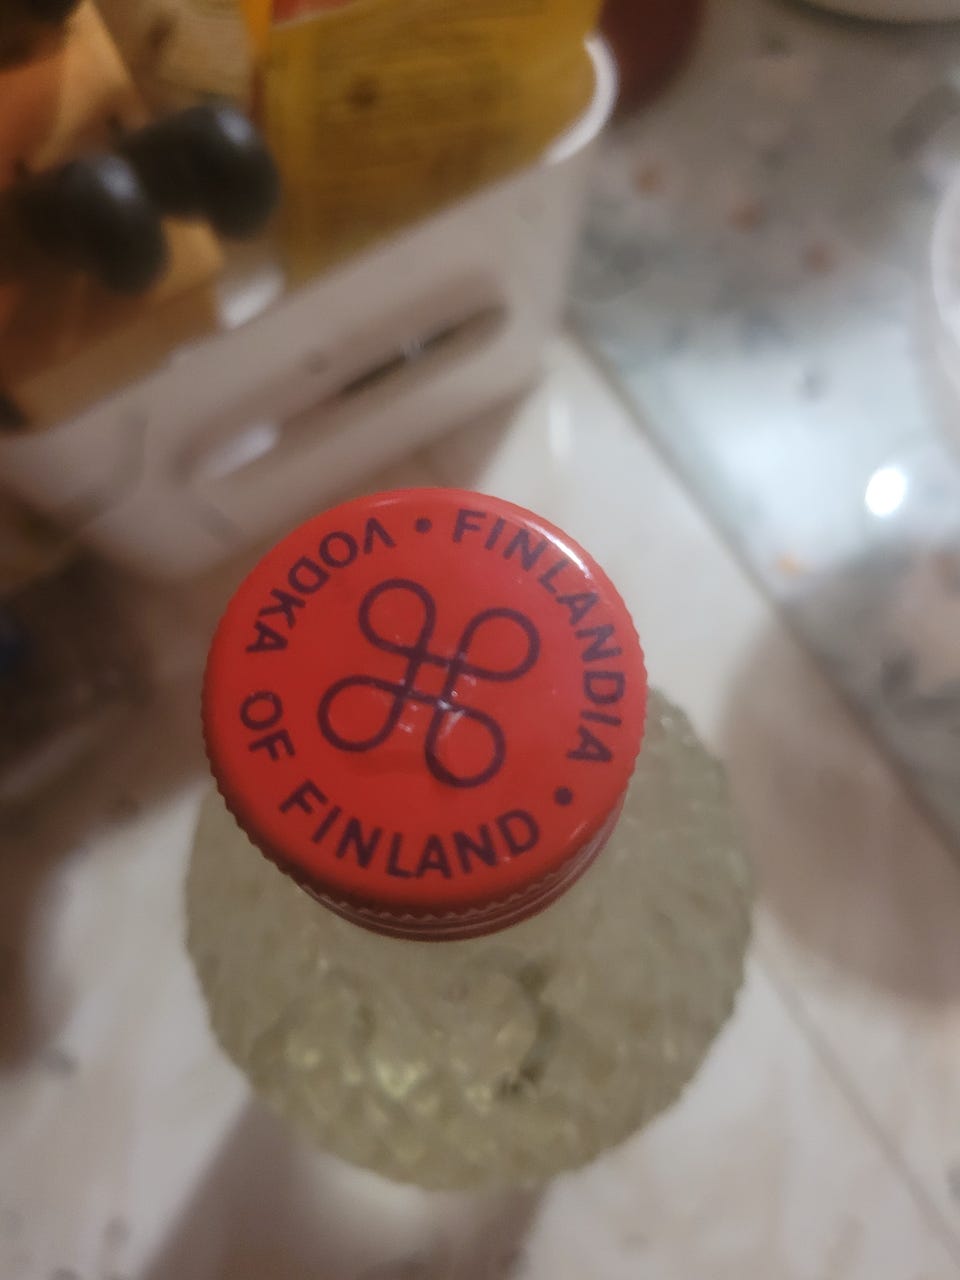 FINLANDIA • VODKA OF FINLAND •